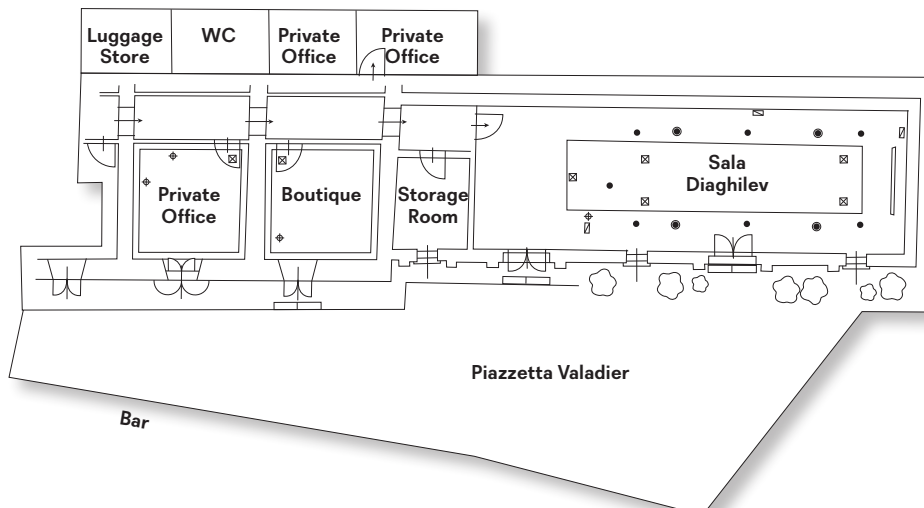 Luggage
Store
WC
Private
Office
Private
Office
Private
Office
Boutique
Storage
Room
Sala
Diaghilev
Piazzetta Valadier
Bar